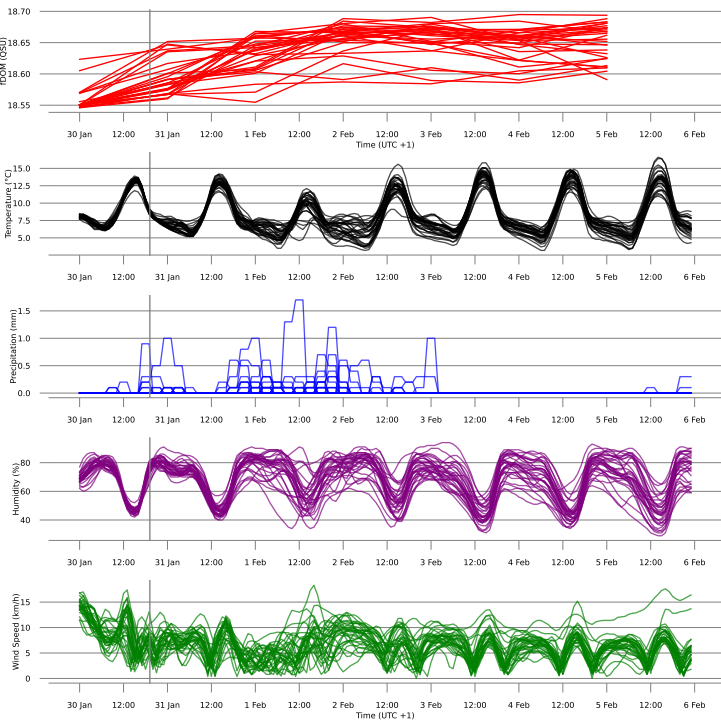 18.70
18.65
18.60
18.55
fDOM (QSU)
30 Jan 12:00 31 Jan 12:00 1 Feb 12:00 2 Feb 12:00 3 Feb 12:00 4 Feb 12:00 5 Feb 12:00 6 Feb
Time (UTC +1)
15.0
12.5
10.0
7.5
5.0
Temperature (°C)
30 Jan 12:00 31 Jan 12:00 1 Feb 12:00 2 Feb 12:00 3 Feb 12:00 4 Feb 12:00 5 Feb 12:00 6 Feb
1.5
1.0
0.5
0.0
Precipitation (mm)
30 Jan 12:00 31 Jan 12:00 1 Feb 12:00 2 Feb 12:00 3 Feb 12:00 4 Feb 12:00 5 Feb 12:00 6 Feb
80
60
40
Humidity (%)
30 Jan 12:00 31 Jan 12:00 1 Feb 12:00 2 Feb 12:00 3 Feb 12:00 4 Feb 12:00 5 Feb 12:00 6 Feb
15
10
5
0
Wind Speed (km/h)
30 Jan 12:00 31 Jan 12:00 1 Feb 12:00 2 Feb 12:00 3 Feb 12:00 4 Feb 12:00 5 Feb 12:00 6 Feb
Time (UTC +1)